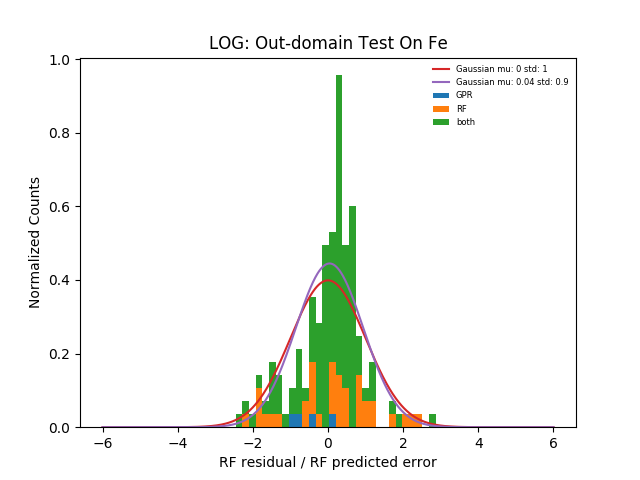 LOG: Out-domain Test On Fe
Normalized Counts
1.0
0.8
0.6
0.4
0.2
0.0
Gaussian mu: 0 std: 1
Gaussian mu: 0.04 std: 0.9
GPR
RF
both
−6 −4 −2 0 2 4 6
RF residual / RF predicted error